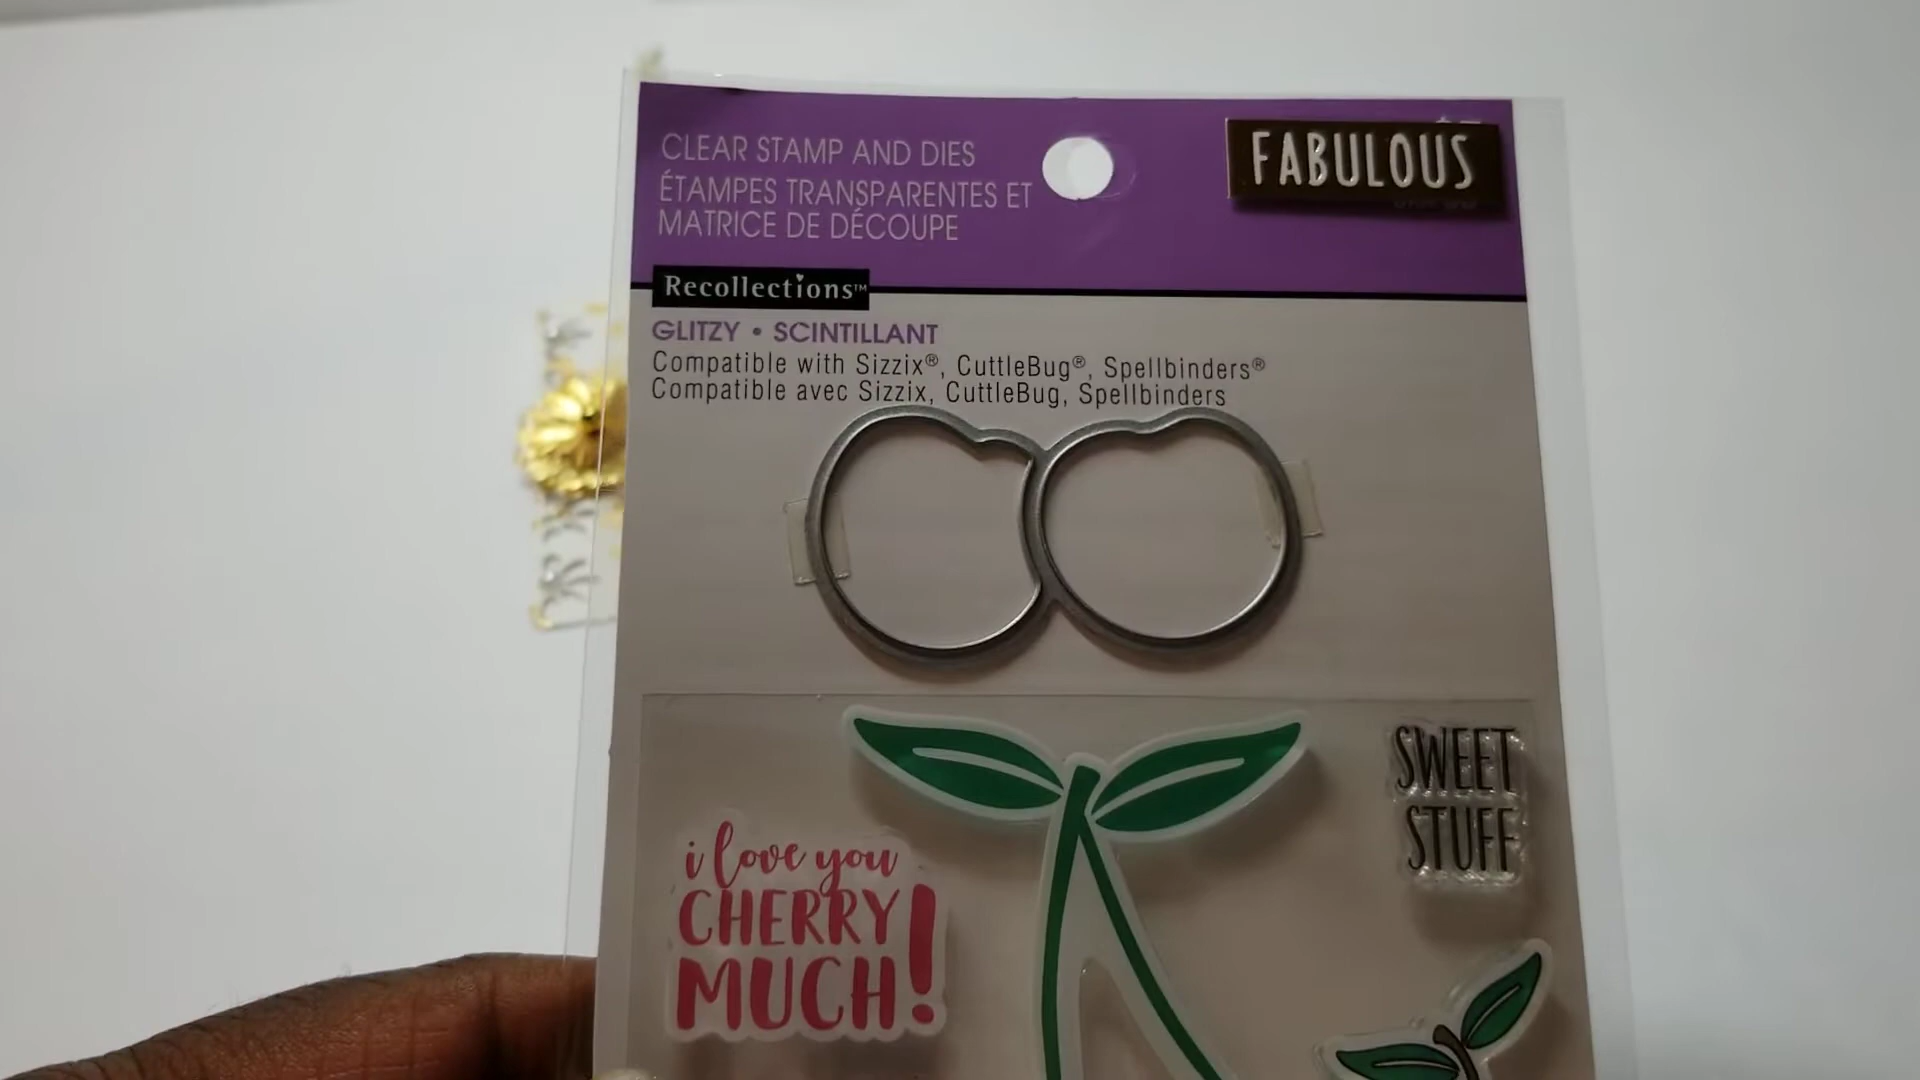 CLEAR STAMP AND DIES
ÉTAMPES TRANSPARENTES ET
MATRICE DE DÉCOUPE
FABULOUS
Recollections™
GLITZY • SCINTILLANT
Compatible with Sizzix®, CuttleBug®, Spellbinders®
Compatible avec Sizzix, CuttleBug, Spellbinders
SWEET
STUFF
i love you
CHERRY
MUCH!